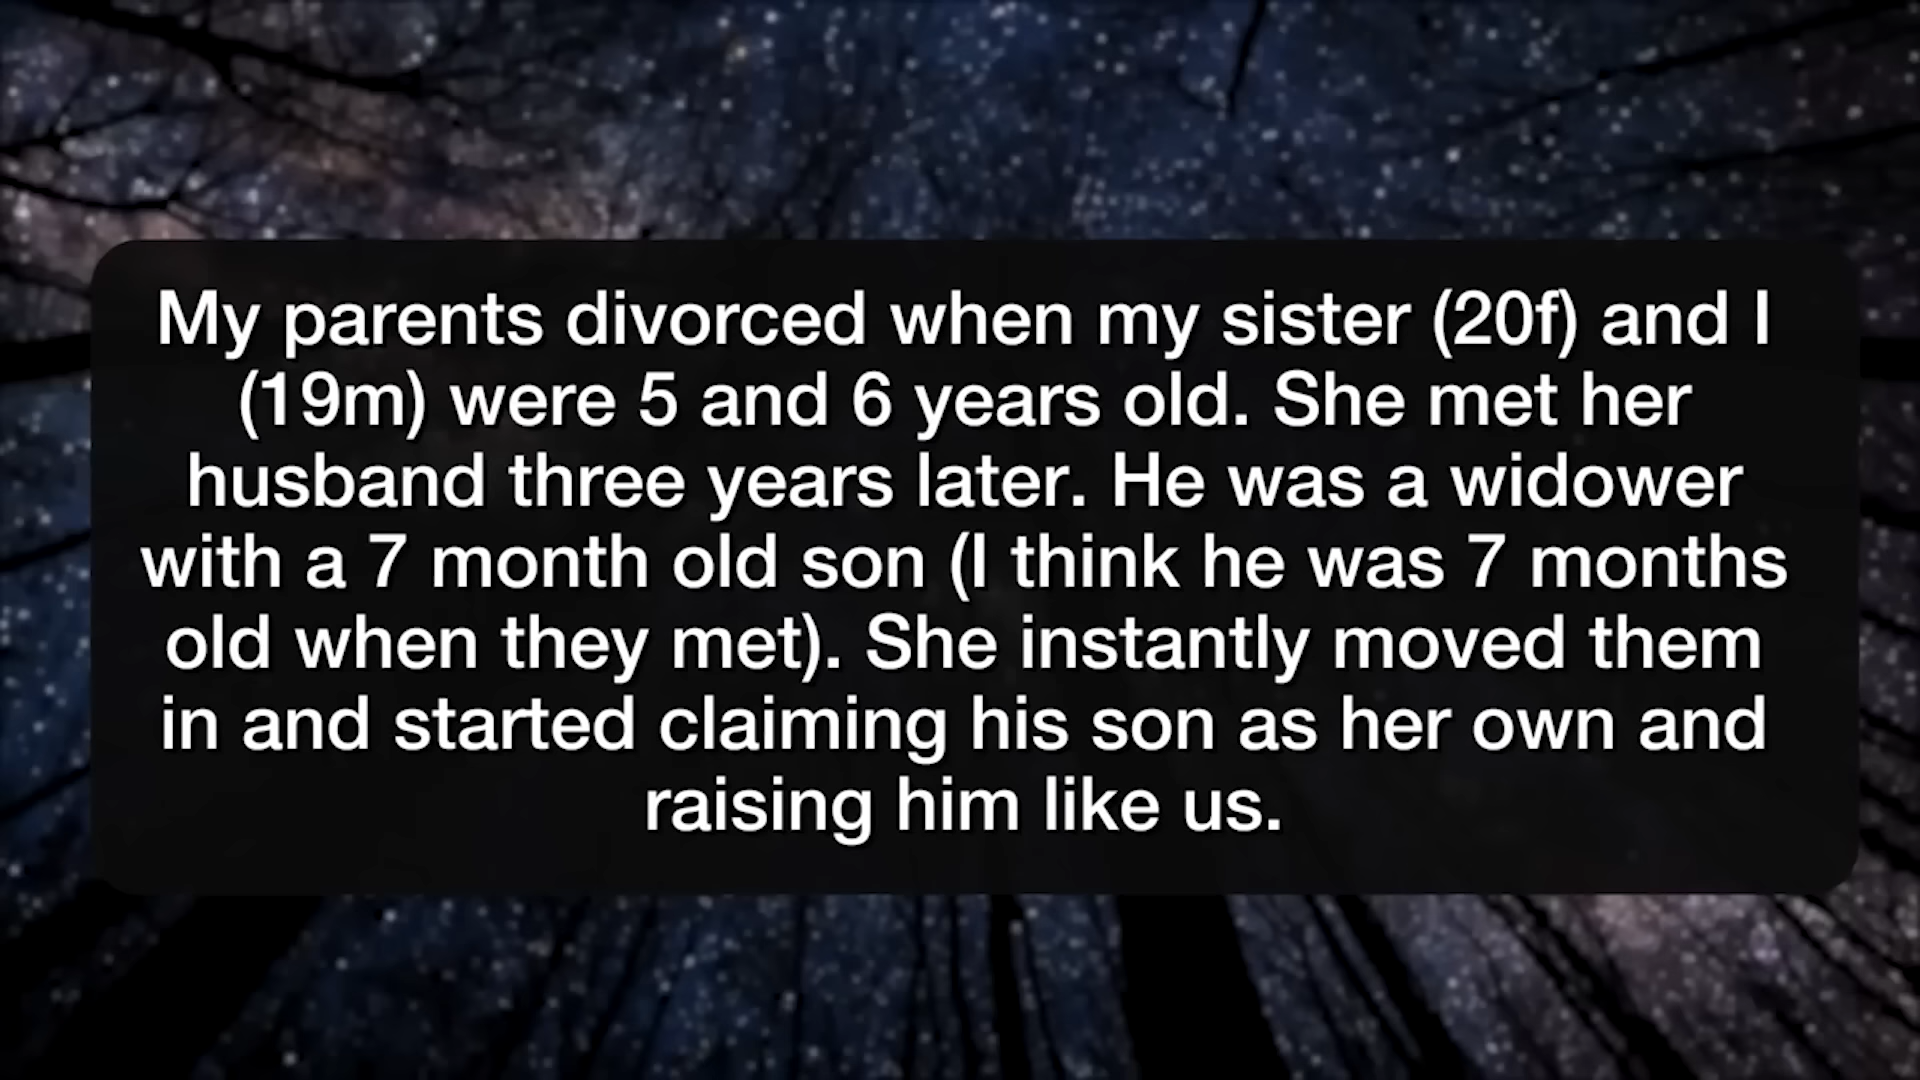 My parents divorced when my sister (20f) and I
(19m) were 5 and 6 years old. She met her
husband three years later. He was a widower
with a 7 month old son (I think he was 7 months
old when they met). She instantly moved them
in and started claiming his son as her own and
raising him like us.